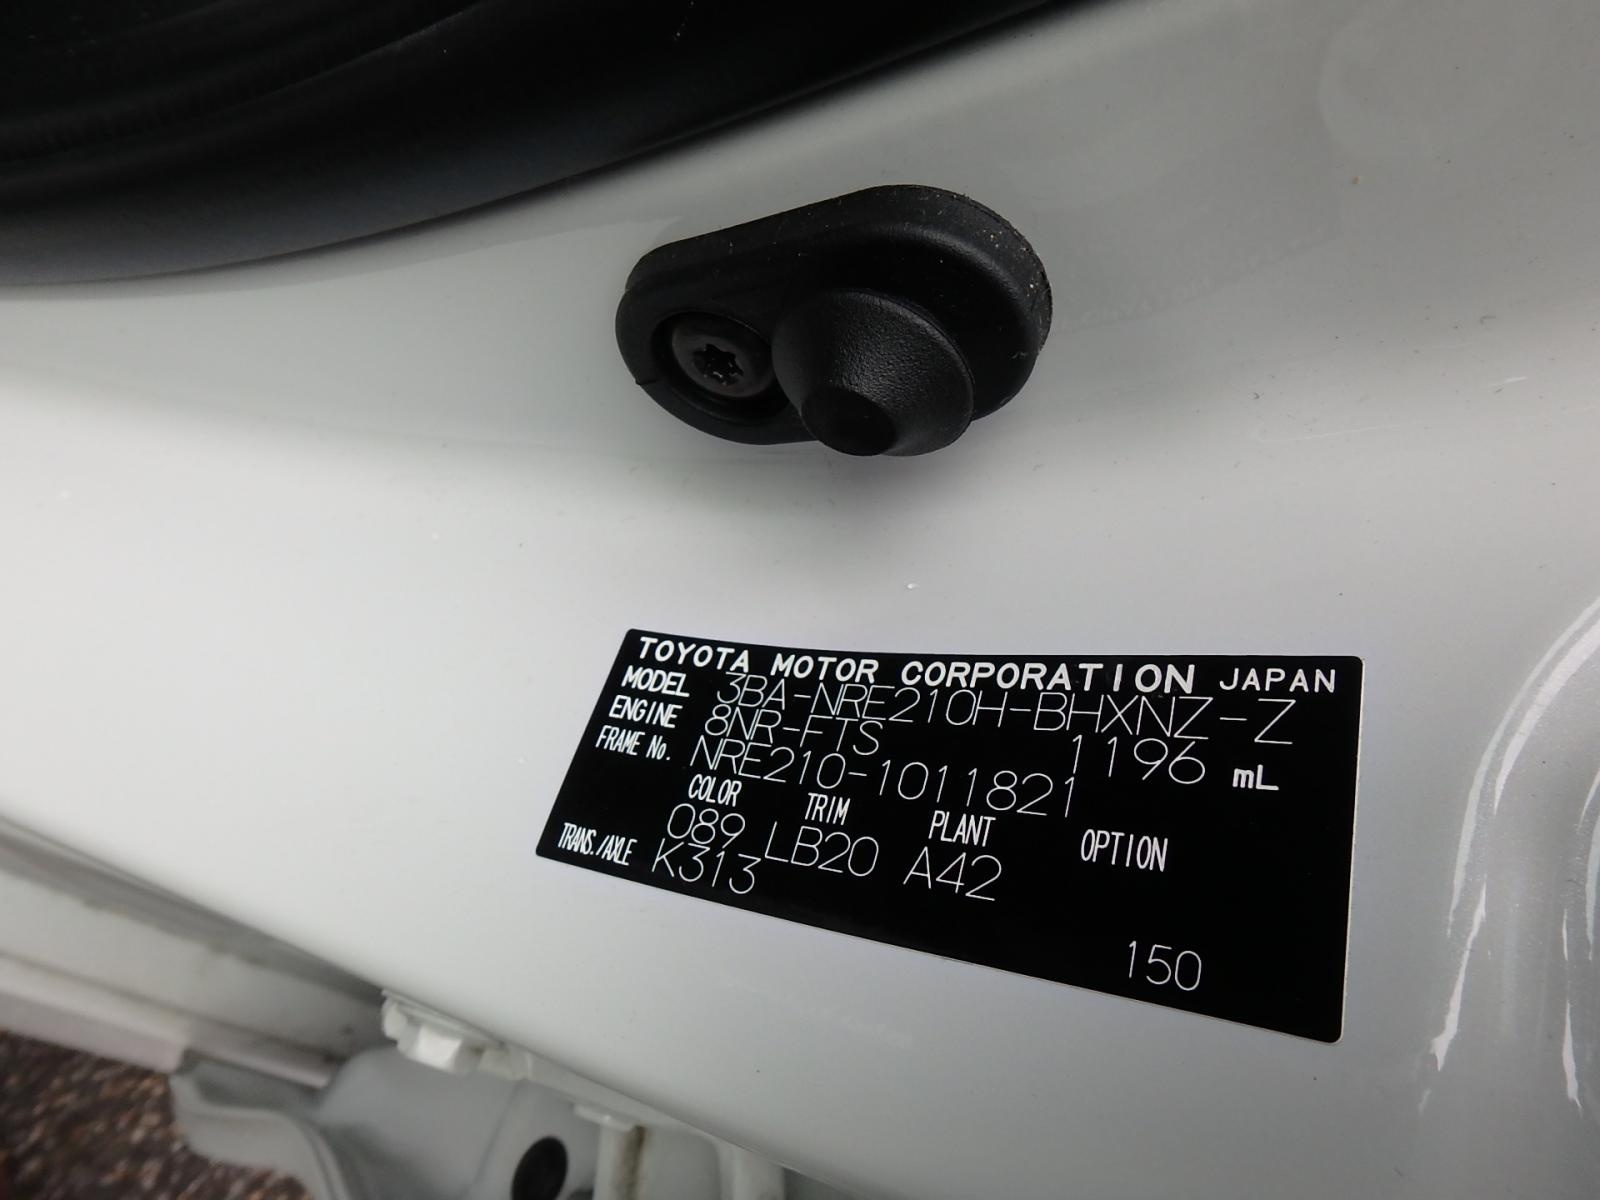 TOYOTA MOTOR CORPORATION JAPAN
MODEL 3BA-NRE210H-BHXNZ-Z
ENGINE 8NR-FTS 1196 mL
FRAME No. NRE210-1011821
COLOR TRIM PLANT OPTION
089 LB20 A42
TRANS./AXLE K313
150